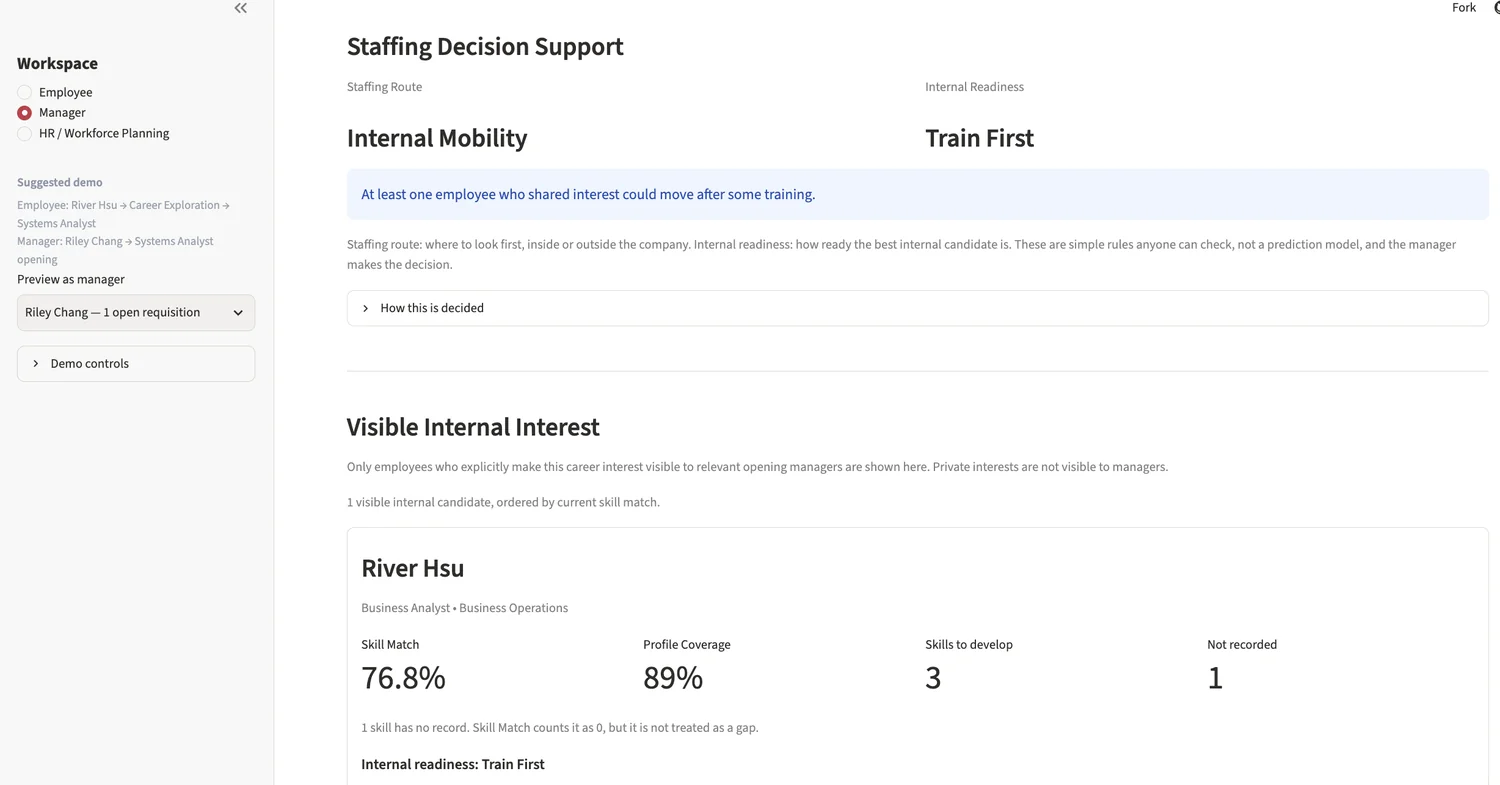 Fork
Workspace
Employee
Manager
HR / Workforce Planning
Suggested demo
Employee: River Hsu → Career Exploration →
Systems Analyst
Manager: Riley Chang → Systems Analyst
opening
Preview as manager
Riley Chang — 1 open requisition
Demo controls
Staffing Decision Support
Staffing Route
Internal Readiness
Internal Mobility
Train First
At least one employee who shared interest could move after some training.
Staffing route: where to look first, inside or outside the company. Internal readiness: how ready the best internal candidate is. These are simple rules anyone can check, not a prediction model, and the manager
makes the decision.
How this is decided
Visible Internal Interest
Only employees who explicitly make this career interest visible to relevant opening managers are shown here. Private interests are not visible to managers.
1 visible internal candidate, ordered by current skill match.
River Hsu
Business Analyst • Business Operations
Skill Match
Profile Coverage
Skills to develop
Not recorded
76.8%
89%
3
1
1 skill has no record. Skill Match counts it as 0, but it is not treated as a gap.
Internal readiness: Train First